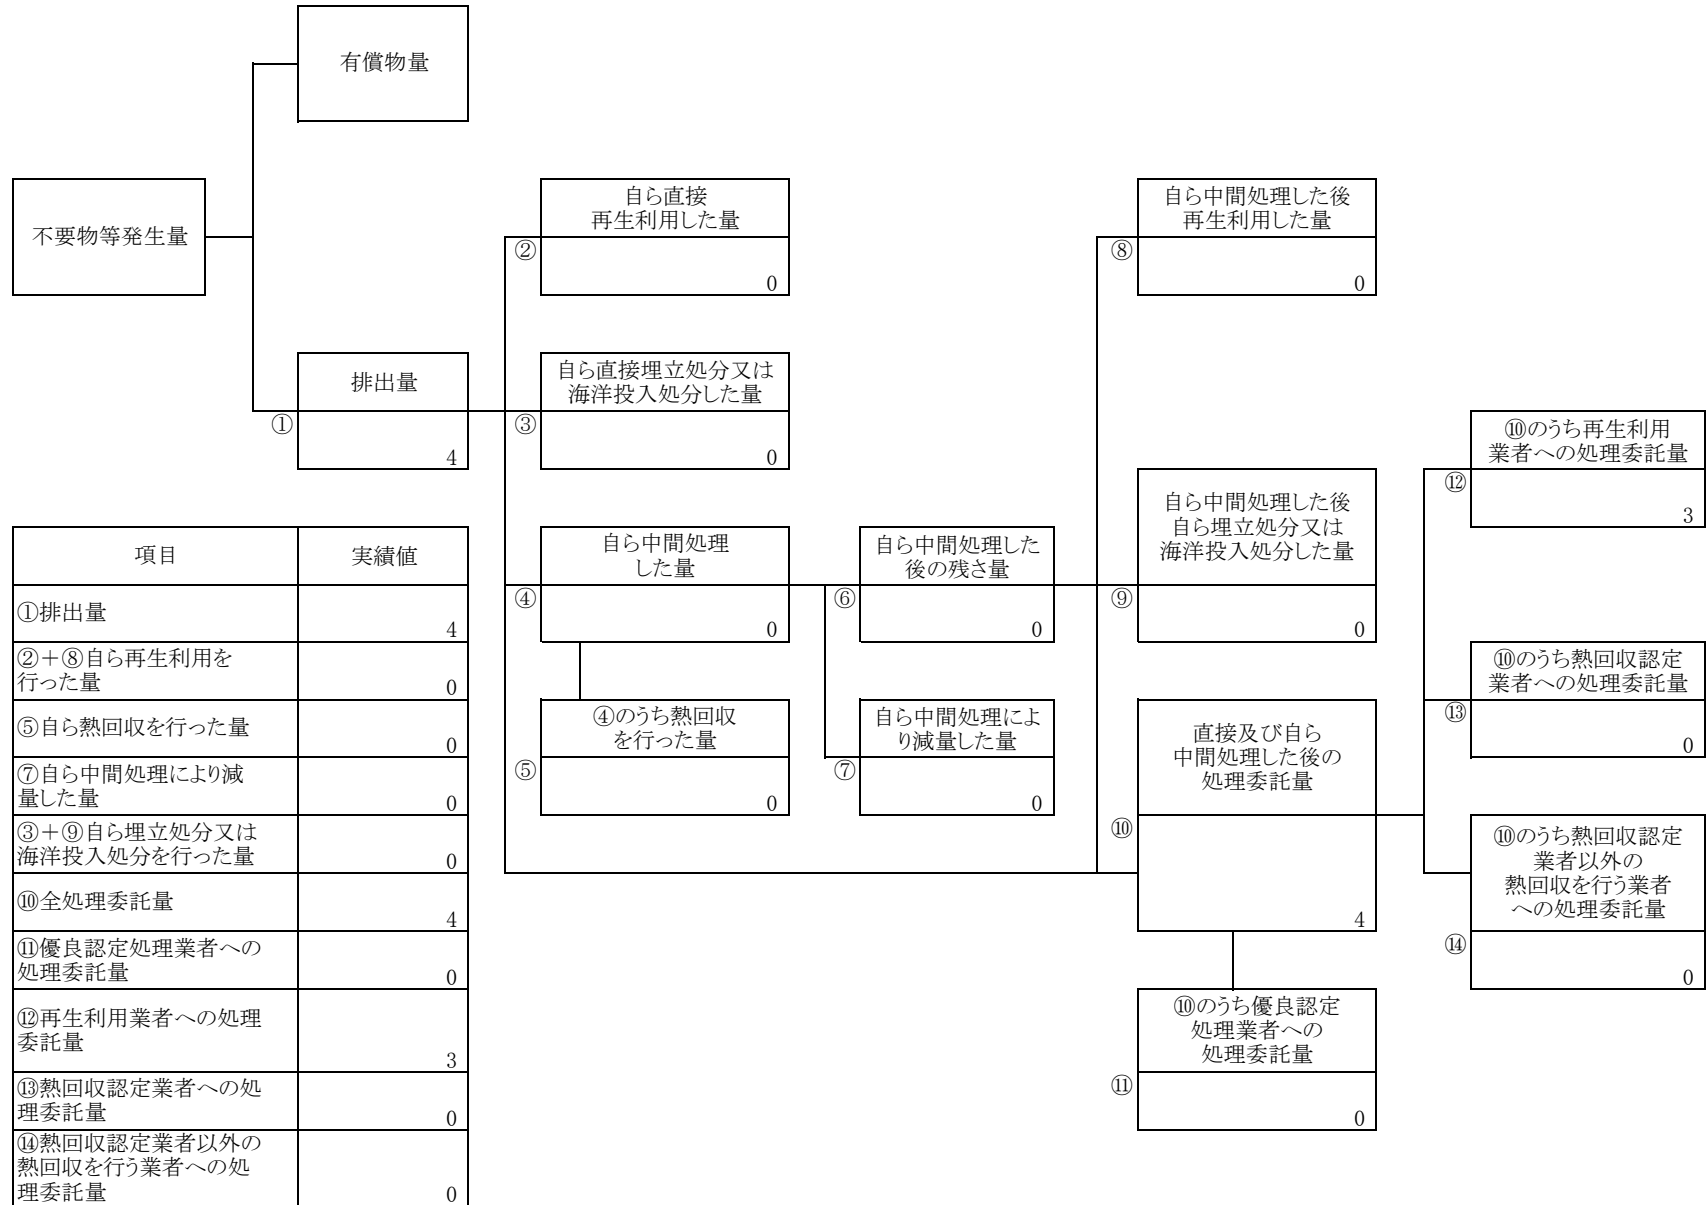 有償物量
不要物等発生量
自ら直接
再生利用した量
②
0
自ら中間処理した後
再生利用した量
⑧
0
排出量
①
4
自ら直接埋立処分又は
海洋投入処分した量
③
0
⑩のうち再生利用
業者への処理委託量
⑫
3
自ら中間処理
した量
④
0
自ら中間処理した
後の残さ量
⑥
0
自ら中間処理した後
自ら埋立処分又は
海洋投入処分した量
⑨
0
⑩のうち熱回収認定
業者への処理委託量
⑬
0
④のうち熱回収
を行った量
⑤
0
自ら中間処理によ
り減量した量
⑦
0
直接及び自ら
中間処理した後の
処理委託量
⑩
4
⑩のうち熱回収認定
業者以外の
熱回収を行う業者
への処理委託量
⑭
0
⑩のうち優良認定
処理業者への
処理委託量
⑪
0
項目 実績値
①排出量
4
②+⑧自ら再生利用を
行った量
0
⑤自ら熱回収を行った量
0
⑦自ら中間処理により減
量した量
0
③+⑨自ら埋立処分又は
海洋投入処分を行った量
0
⑩全処理委託量
4
⑪優良認定処理業者への
処理委託量
0
⑫再生利用業者への処理
委託量
3
⑬熱回収認定業者への処
理委託量
0
⑭熱回収認定業者以外の
熱回収を行う業者への処
理委託量
0